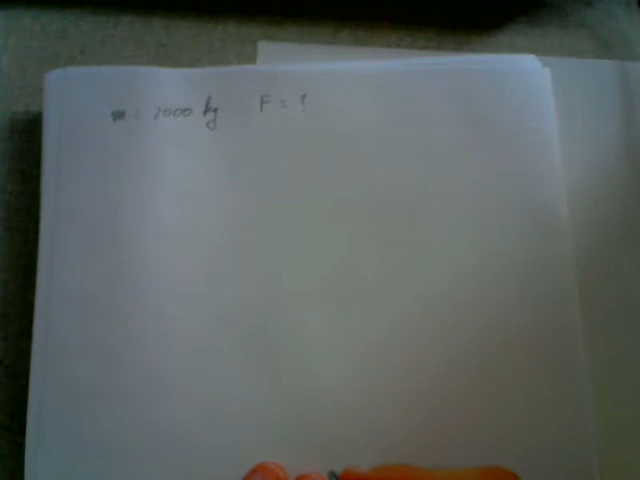 m = 2000 kg F = ?